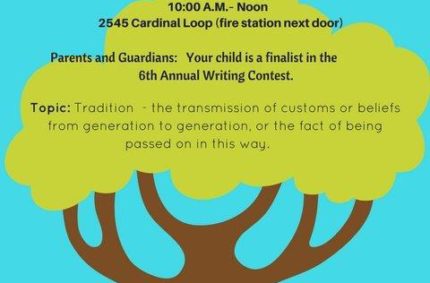 10:00 A.M.- Noon
2545 Cardinal Loop (fire station next door)
Parents and Guardians: Your child is a finalist in the
6th Annual Writing Contest.
Topic: Tradition - the transmission of customs or beliefs
from generation to generation, or the fact of being
passed on in this way.